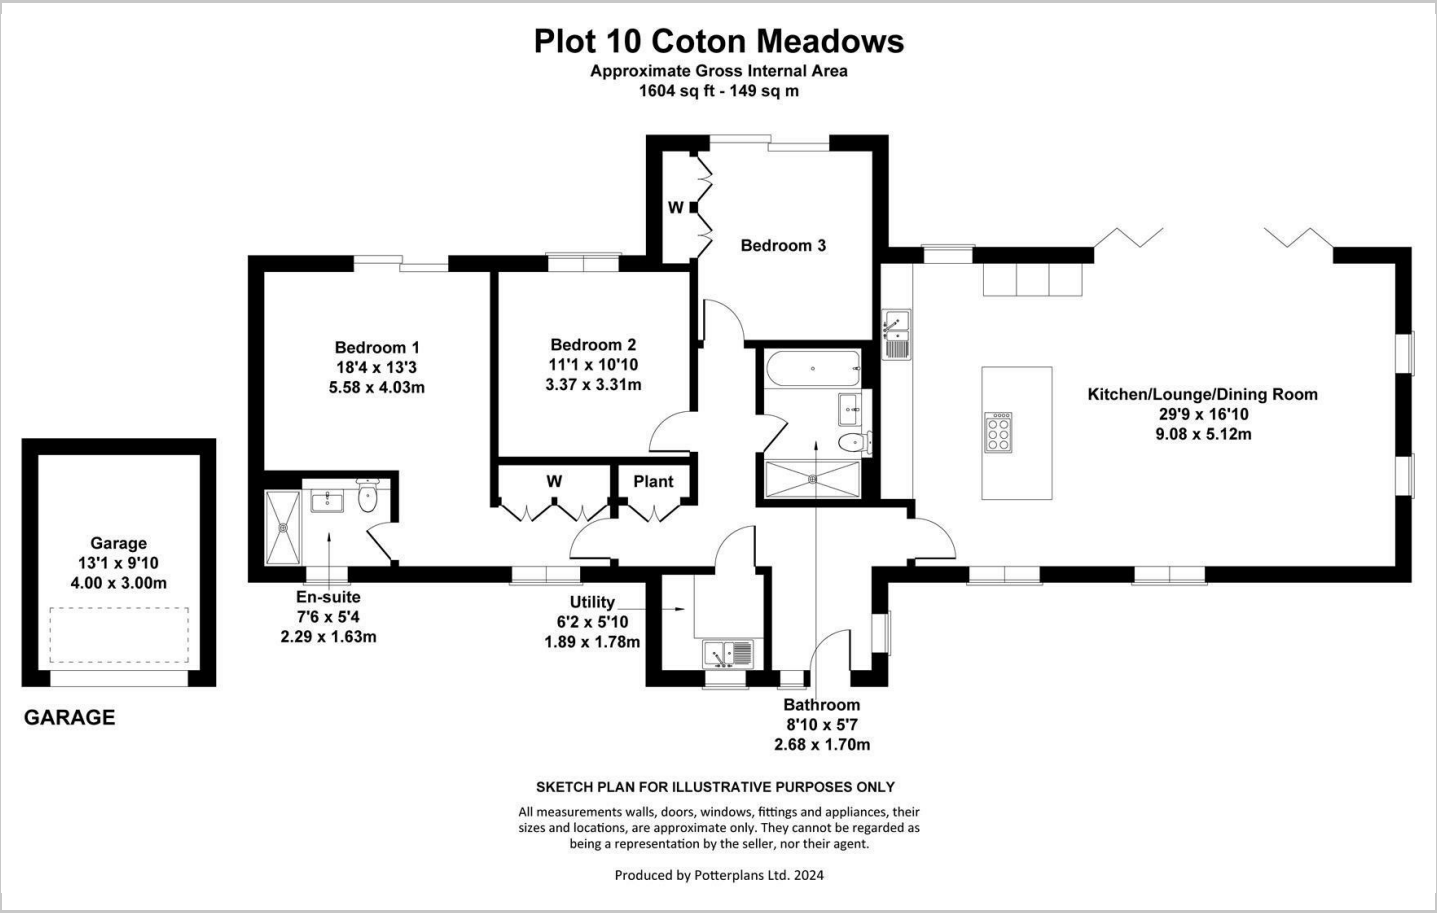 Plot 10 Coton Meadows
Approximate Gross Internal Area
1604 sq ft - 149 sq m
W
Bedroom 3
Bedroom 1
18'4 x 13'3
5.58 x 4.03m
Bedroom 2
11'1 x 10'10
3.37 x 3.31m
Kitchen/Lounge/Dining Room
29'9 x 16'10
9.08 x 5.12m
W
Plant
Garage
13'1 x 9'10
4.00 x 3.00m
En-suite
7'6 x 5'4
2.29 x 1.63m
Utility
6'2 x 5'10
1.89 x 1.78m
GARAGE
Bathroom
8'10 x 5'7
2.68 x 1.70m
SKETCH PLAN FOR ILLUSTRATIVE PURPOSES ONLY
All measurements walls, doors, windows, fittings and appliances, their
sizes and locations, are approximate only. They cannot be regarded as
being a representation by the seller, nor their agent.
Produced by Potterplans Ltd. 2024